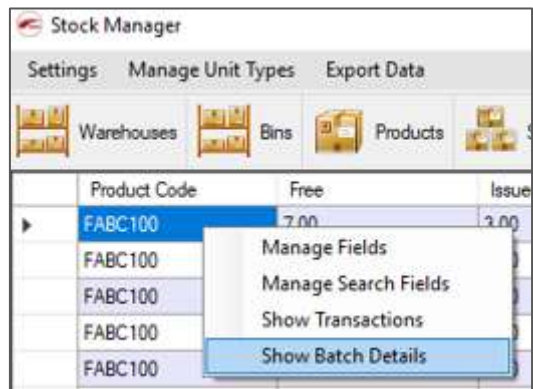 Stock Manager
Settings Manage Unit Types Export Data
Warehouses Bins Products
Product Code Free Issue
FABC100 7.00 3.00
Manage Fields
FABC100
Manage Search Fields
FABC100
Show Transactions
FABC100
Show Batch Details
FABC100